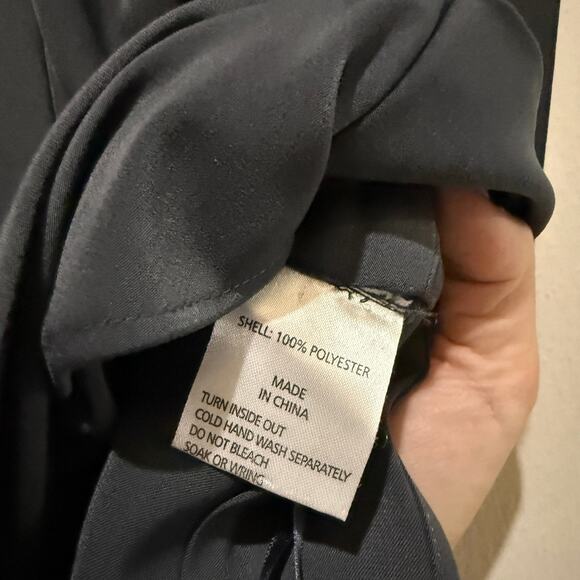 SHELL: 100% POLYESTER
MADE
IN CHINA
TURN INSIDE OUT
COLD HAND WASH SEPARATELY
DO NOT BLEACH
SOAK OR WRING